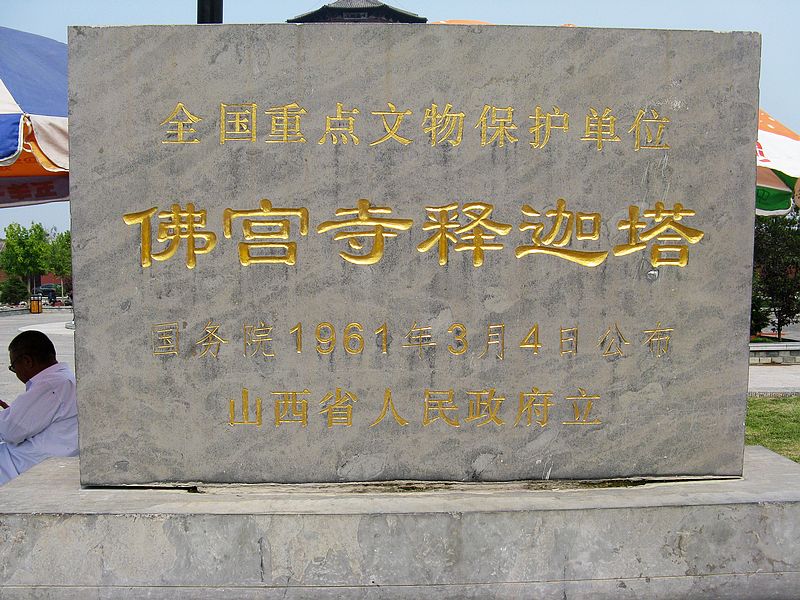 全国重点文物保护单位
佛宫寺释迦塔
国务院1961年3月4日公布
山西省人民政府立